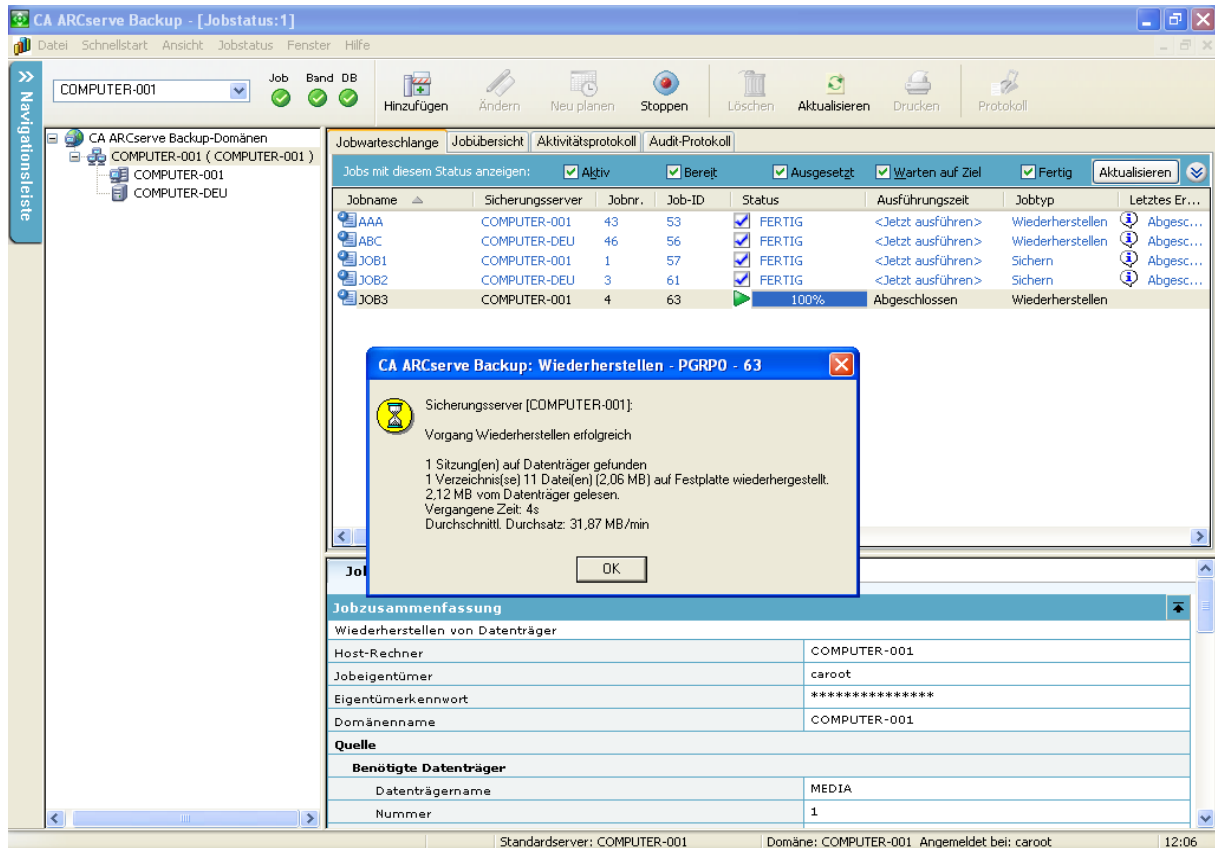 CA ARCserve Backup - [Jobstatus:1]
Datei Schnellstart Ansicht Jobstatus Fenster Hilfe
Navigationsleiste
COMPUTER-001
Job Band DB
Hinzufügen Ändern Neu planen Stoppen Löschen Aktualisieren Drucken Protokoll
CA ARCserve Backup-Domänen
COMPUTER-001 ( COMPUTER-001 )
COMPUTER-001
COMPUTER-DEU
Jobwarteschlange Jobübersicht Aktivitätsprotokoll Audit-Protokoll
Jobs mit diesem Status anzeigen: Aktiv Bereit Ausgesetzt Warten auf Ziel Fertig Aktualisieren
Jobname Sicherungsserver Jobnr. Job-ID Status Ausführungszeit Jobtyp Letztes Er...
AAA COMPUTER-001 43 53 FERTIG <Jetzt ausführen> Wiederherstellen Abgesc...
ABC COMPUTER-DEU 46 56 FERTIG <Jetzt ausführen> Wiederherstellen Abgesc...
JOB1 COMPUTER-001 1 57 FERTIG <Jetzt ausführen> Sichern Abgesc...
JOB2 COMPUTER-DEU 3 61 FERTIG <Jetzt ausführen> Sichern Abgesc...
JOB3 COMPUTER-001 4 63 100% Abgeschlossen Wiederherstellen
CA ARCserve Backup: Wiederherstellen - PGRP0 - 63
Sicherungsserver [COMPUTER-001]:
Vorgang Wiederherstellen erfolgreich
1 Sitzung(en) auf Datenträger gefunden
1 Verzeichnis(se) 11 Datei(en) (2,06 MB) auf Festplatte wiederhergestellt.
2,12 MB vom Datenträger gelesen.
Vergangene Zeit: 4s
Durchschnittl. Durchsatz: 31,87 MB/min
OK
Jobzusammenfassung
Wiederherstellen von Datenträger
Host-Rechner COMPUTER-001
Jobeigentümer caroot
Eigentümerkennwort ***************
Domänenname COMPUTER-001
Quelle
Benötigte Datenträger
Datenträgername MEDIA
Nummer 1
Standardserver: COMPUTER-001 Domäne: COMPUTER-001 Angemeldet bei: caroot 12:06